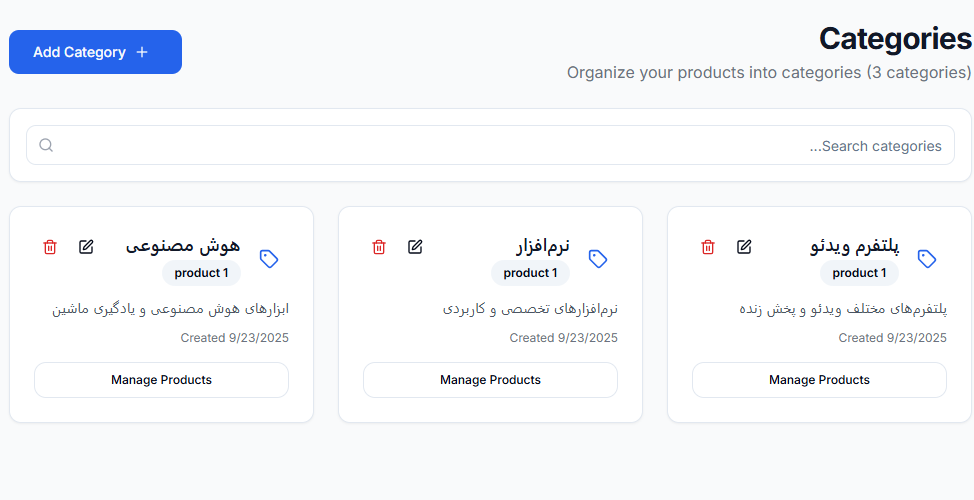 Categories
Organize your products into categories (3 categories)
Add Category
...Search categories
پلتفرم ویدئو
product 1
پلتفرم‌های مختلف ویدئو و پخش زنده
Created 9/23/2025
Manage Products
نرم‌افزار
product 1
نرم‌افزارهای تخصصی و کاربردی
Created 9/23/2025
Manage Products
هوش مصنوعی
product 1
ابزارهای هوش مصنوعی و یادگیری ماشین
Created 9/23/2025
Manage Products